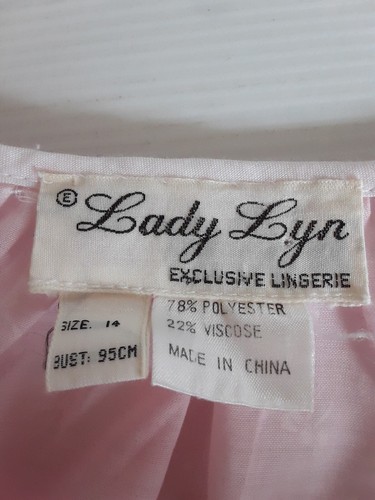 Ⓔ Lady Lyn
EXCLUSIVE LINGERIE
SIZE: 14
BUST: 95CM
78% POLYESTER
22% VISCOSE
MADE IN CHINA